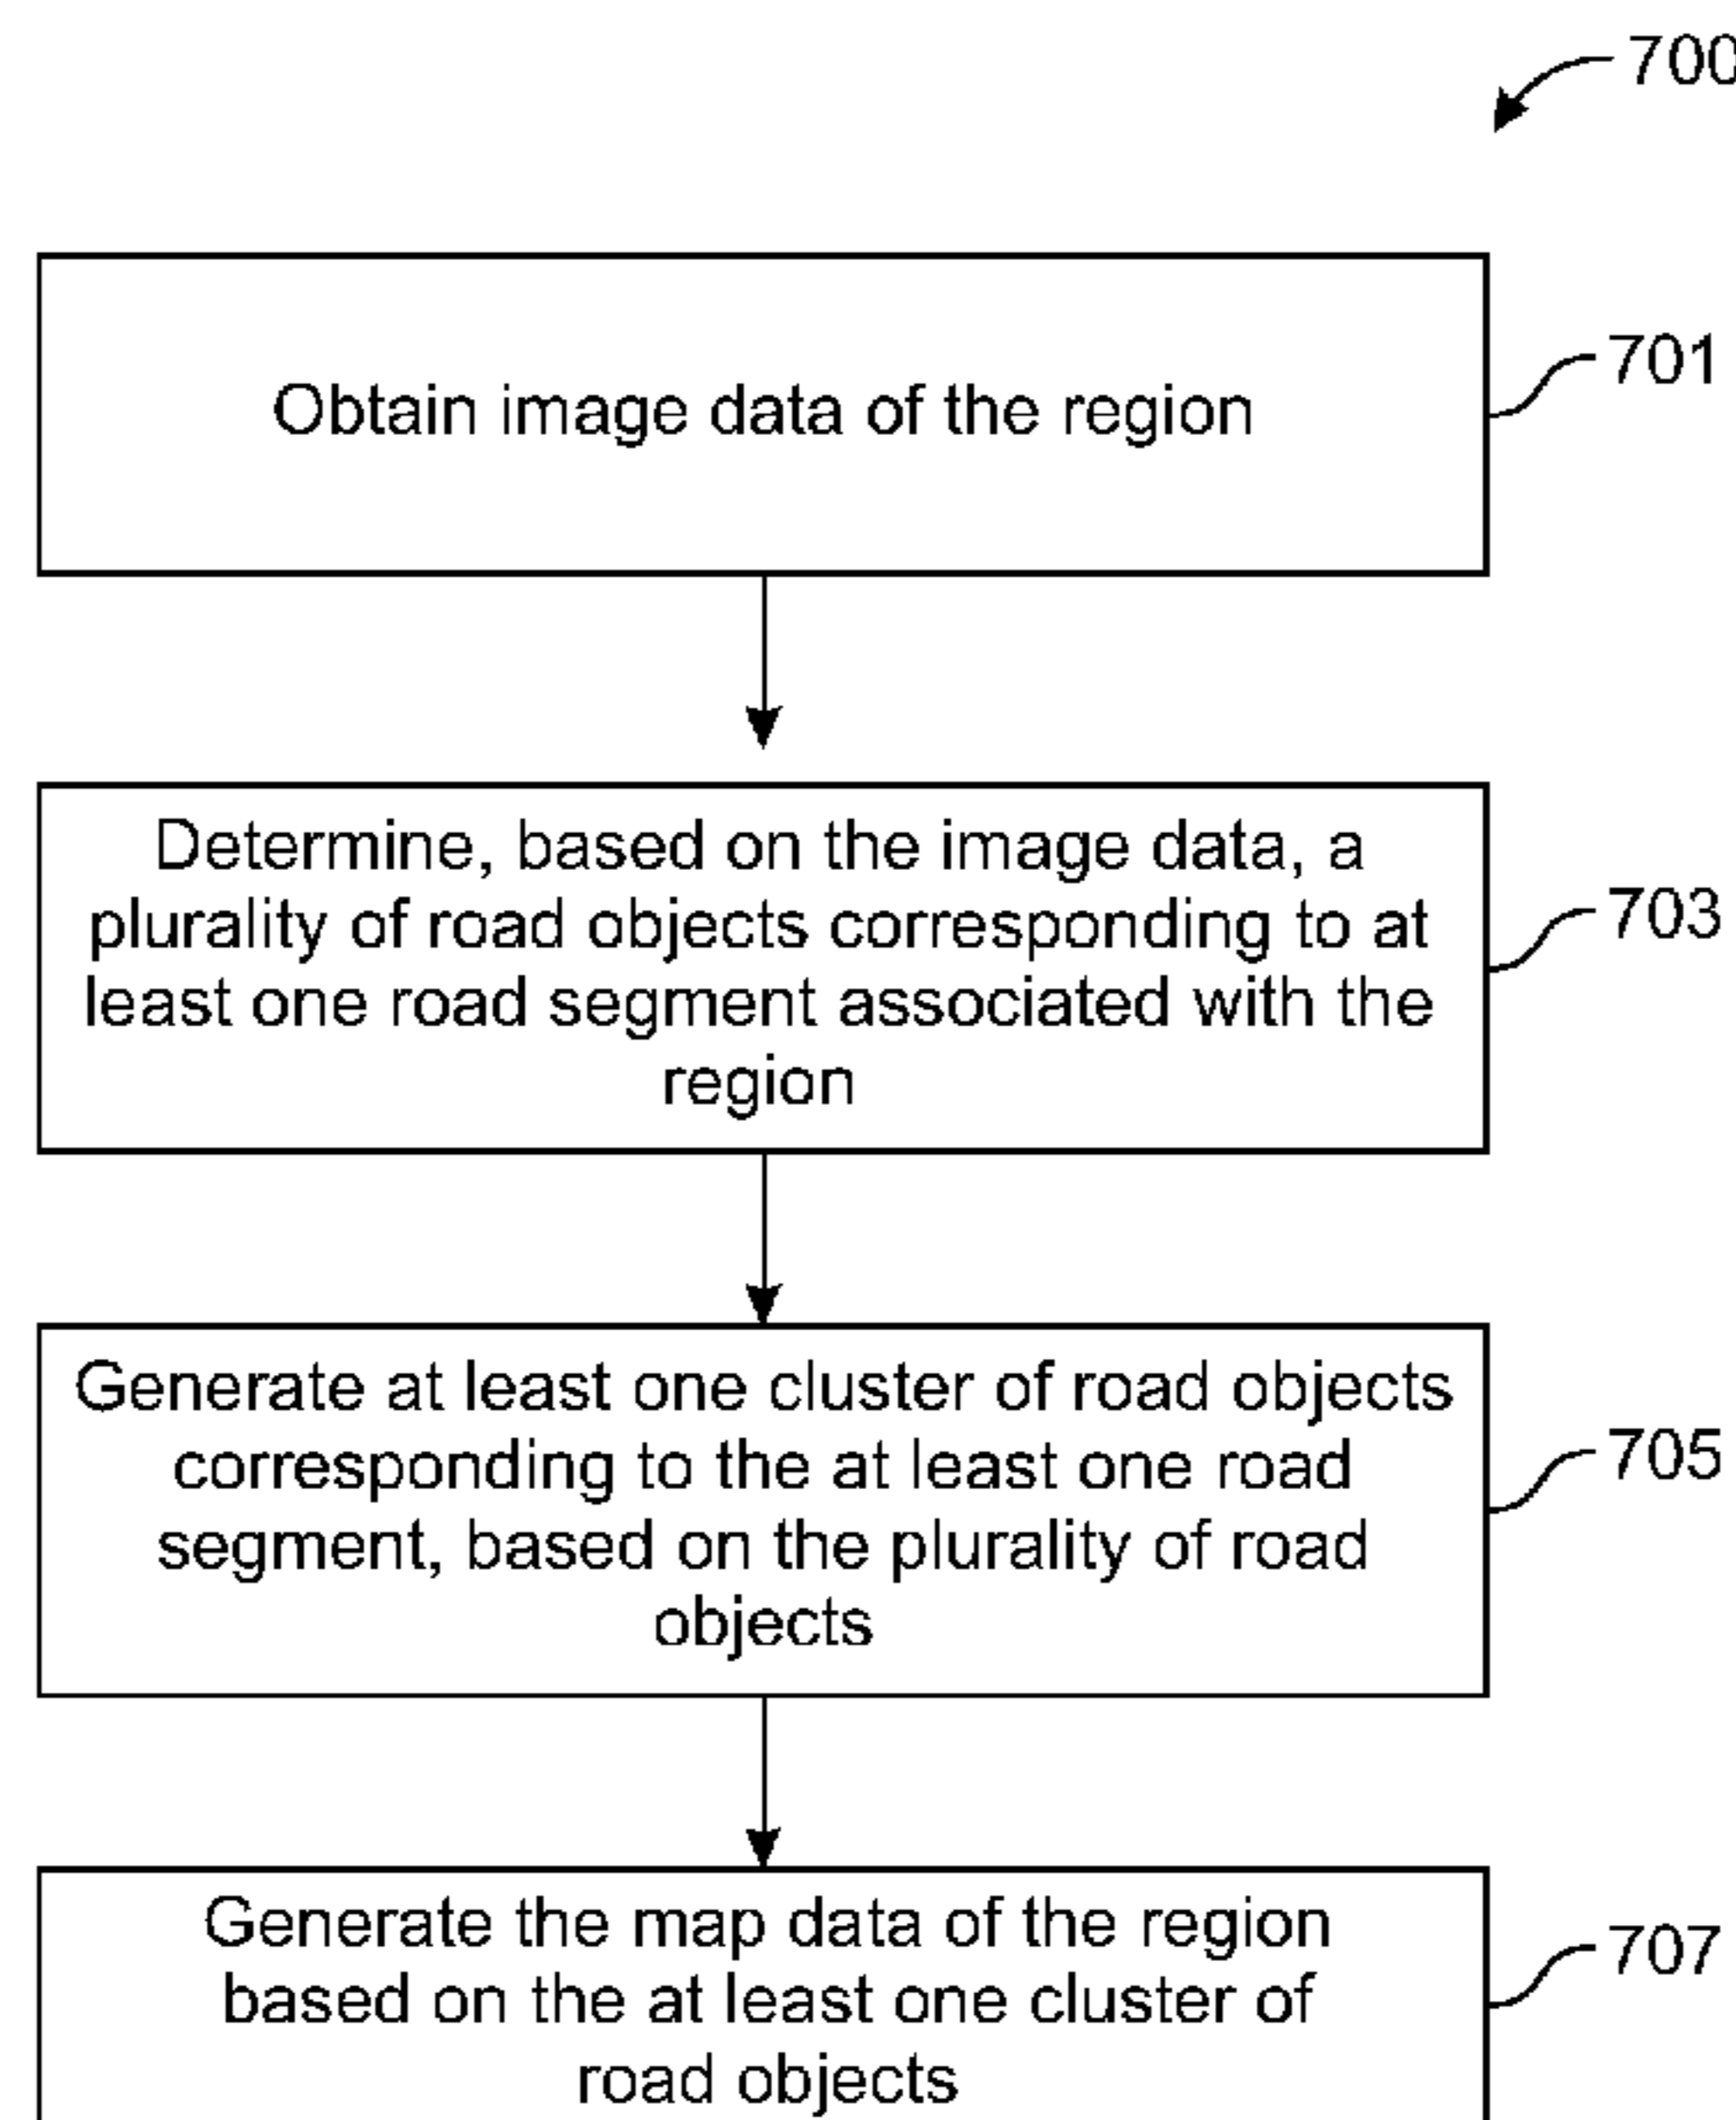 700
Obtain image data of the region
701
Determine, based on the image data, a
plurality of road objects corresponding to at
least one road segment associated with the
region
703
Generate at least one cluster of road objects
corresponding to the at least one road
segment, based on the plurality of road
objects
705
Generate the map data of the region
based on the at least one cluster of
road objects
707